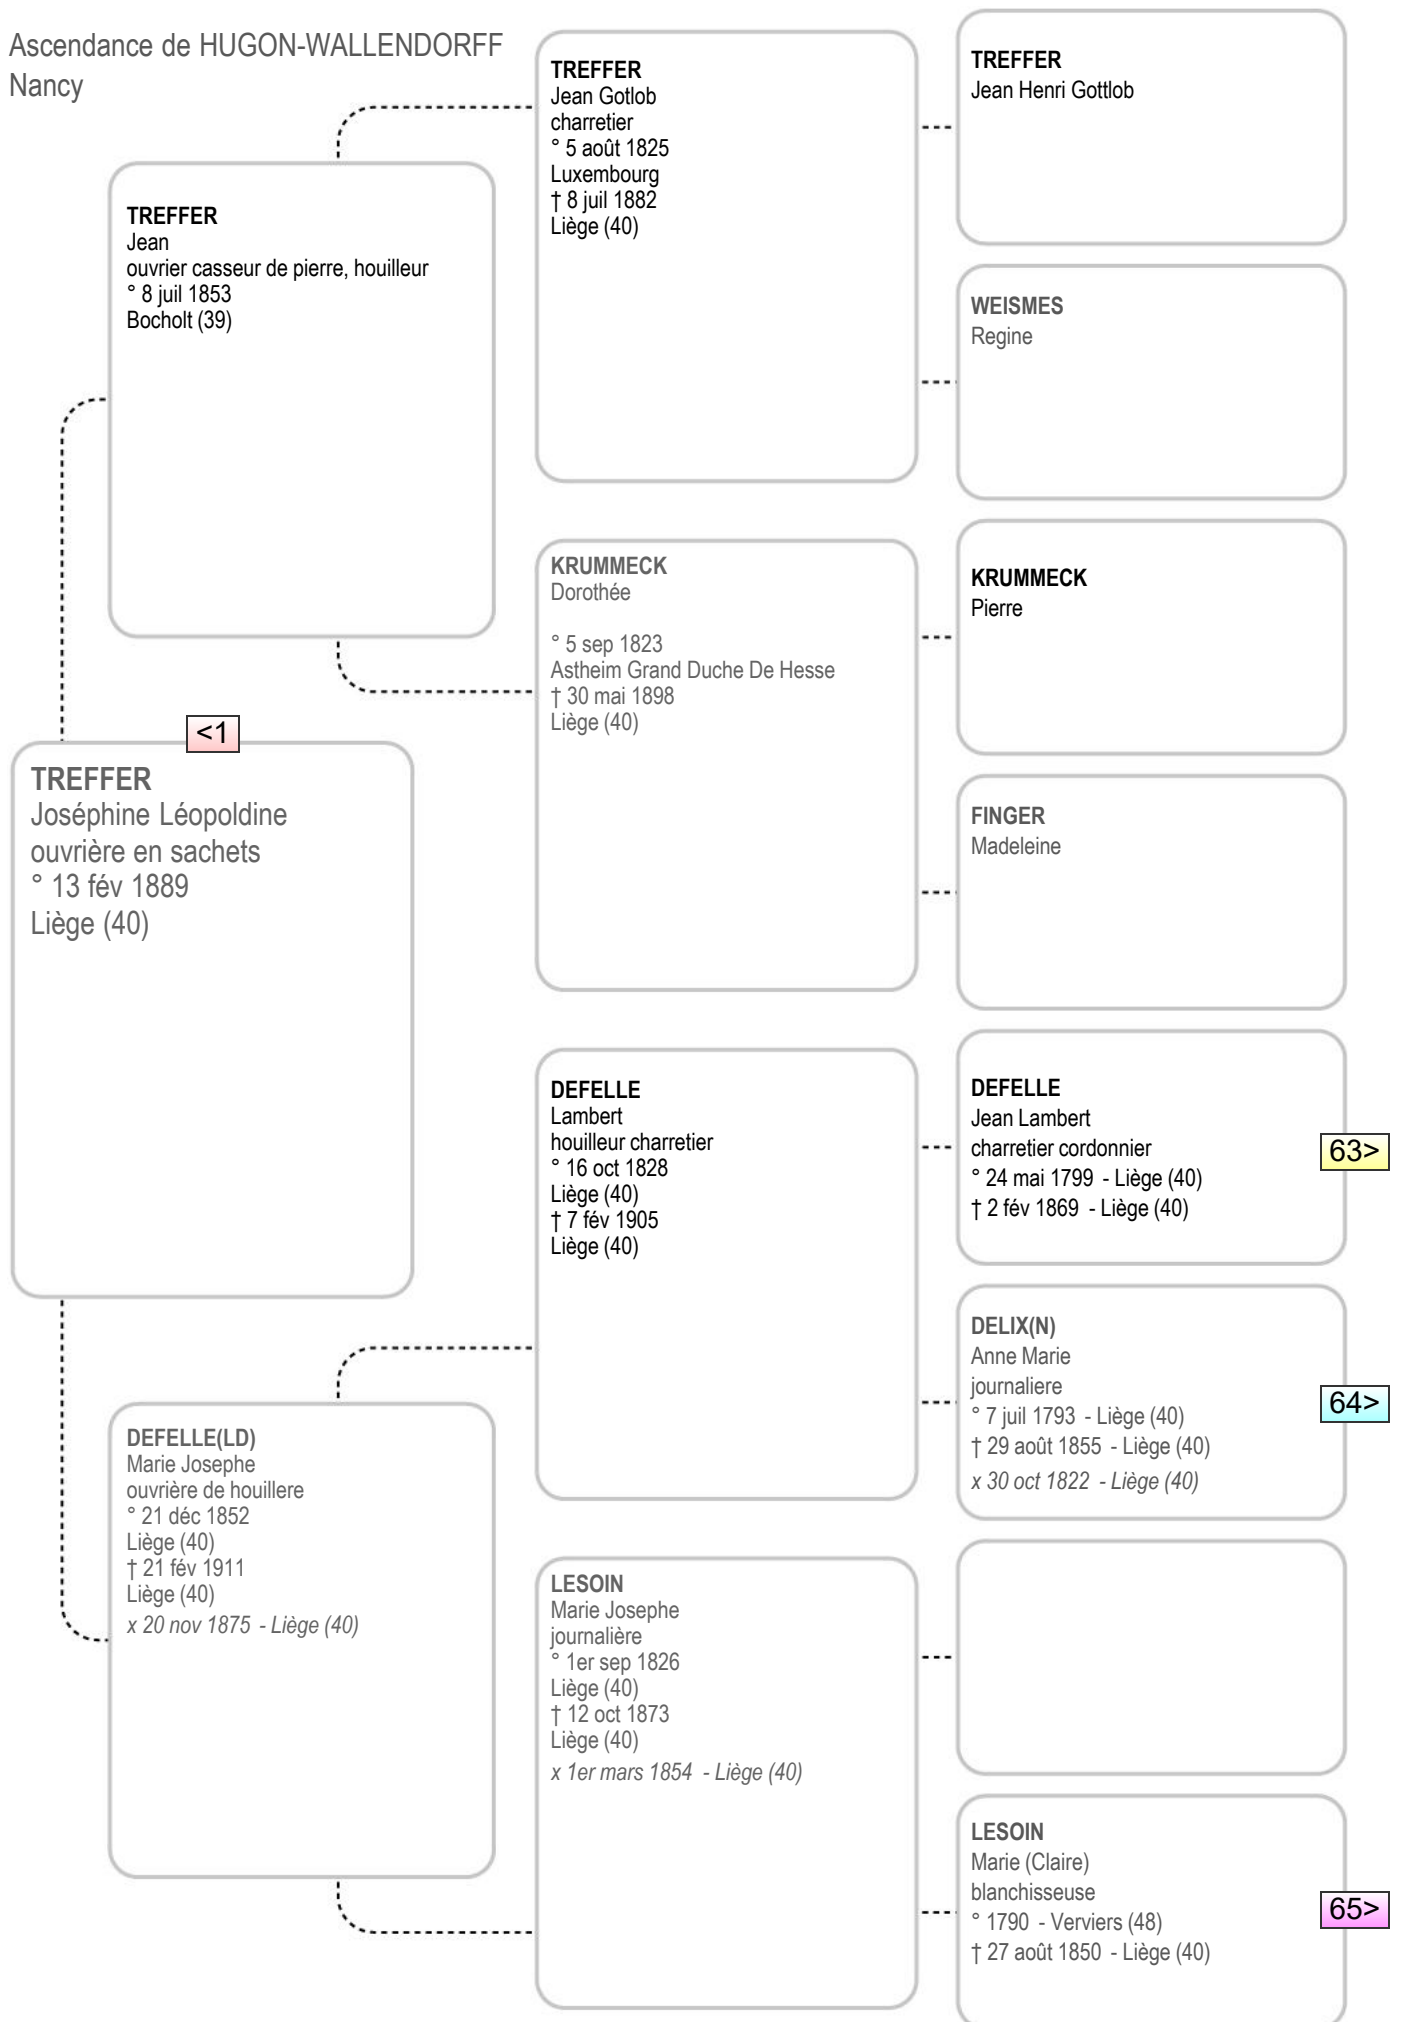 Ascendance de HUGON-WALLENDORFF
Nancy
TREFFER
Joséphine Léopoldine
ouvrière en sachets
° 13 fév 1889
Liège (40)
<1
TREFFER
Jean
ouvrier casseur de pierre, houilleur
° 8 juil 1853
Bocholt (39)
DEFELLE(LD)
Marie Josephe
ouvrière de houillere
° 21 déc 1852
Liège (40)
† 21 fév 1911
Liège (40)
x 20 nov 1875 - Liège (40)
TREFFER
Jean Gotlob
charretier
° 5 août 1825
Luxembourg
† 8 juil 1882
Liège (40)
KRUMMECK
Dorothée
° 5 sep 1823
Astheim Grand Duche De Hesse
† 30 mai 1898
Liège (40)
DEFELLE
Lambert
houilleur charretier
° 16 oct 1828
Liège (40)
† 7 fév 1905
Liège (40)
LESOIN
Marie Josephe
journalière
° 1er sep 1826
Liège (40)
† 12 oct 1873
Liège (40)
x 1er mars 1854 - Liège (40)
TREFFER
Jean Henri Gottlob
WEISMES
Regine
KRUMMECK
Pierre
FINGER
Madeleine
DEFELLE
Jean Lambert
charretier cordonnier
° 24 mai 1799 - Liège (40)
† 2 fév 1869 - Liège (40)
63>
DELIX(N)
Anne Marie
journaliere
° 7 juil 1793 - Liège (40)
† 29 août 1855 - Liège (40)
x 30 oct 1822 - Liège (40)
64>
LESOIN
Marie (Claire)
blanchisseuse
° 1790 - Verviers (48)
† 27 août 1850 - Liège (40)
65>